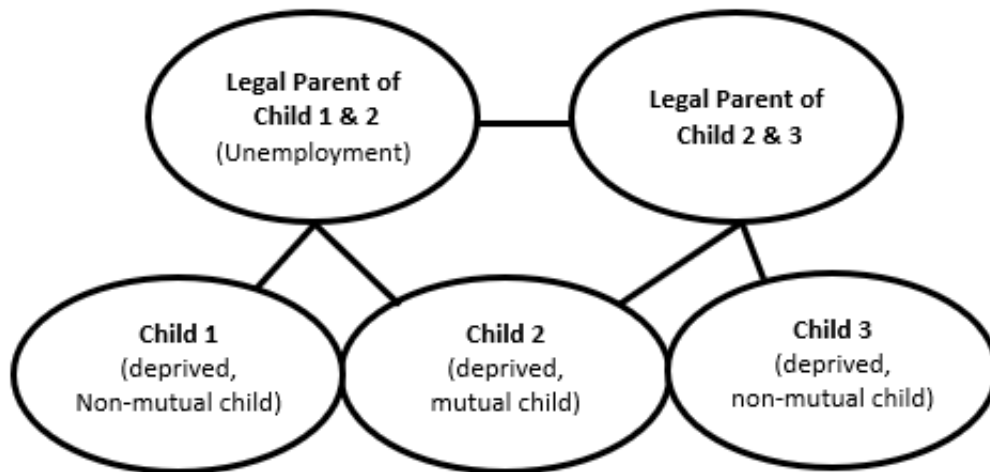 Legal Parent of
Child 1 & 2
(Unemployment)
Legal Parent of
Child 2 & 3
Child 1
(deprived,
Non-mutual child)
Child 2
(deprived,
mutual child)
Child 3
(deprived,
non-mutual child)